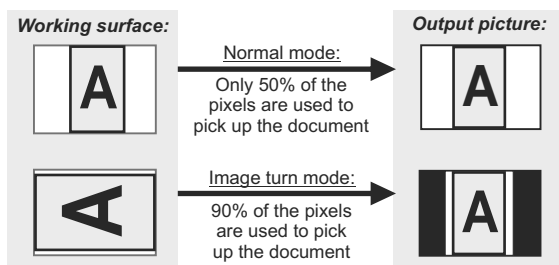 Working surface:
Output picture:
Normal mode:
Only 50% of the
pixels are used to
pick up the document
A
A
Image turn mode:
90% of the pixels
are used to pick
up the document
A
A